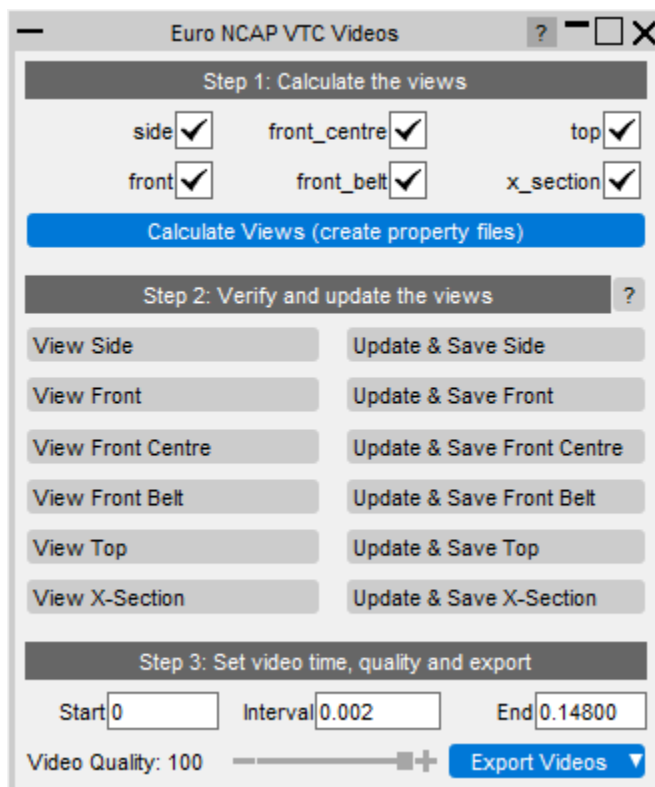 Euro NCAP VTC Videos ?
Step 1: Calculate the views
side front_centre top
front front_belt x_section
Calculate Views (create property files)
Step 2: Verify and update the views ?
View Side Update & Save Side
View Front Update & Save Front
View Front Centre Update & Save Front Centre
View Front Belt Update & Save Front Belt
View Top Update & Save Top
View X-Section Update & Save X-Section
Step 3: Set video time, quality and export
Start 0 Interval 0.002 End 0.14800
Video Quality: 100 Export Videos